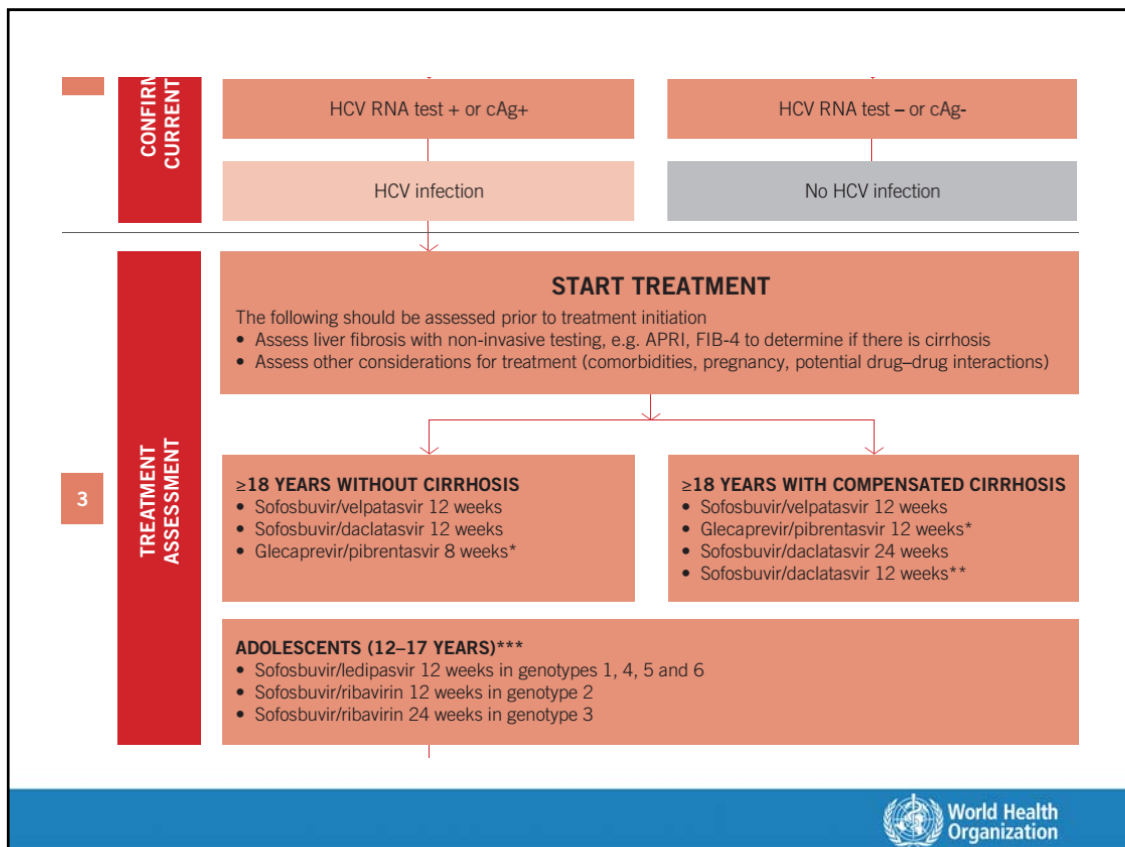 CONFIRM
CURRENT
HCV RNA test + or cAg+
HCV RNA test – or cAg-
HCV infection
No HCV infection
3
TREATMENT
ASSESSMENT
START TREATMENT
The following should be assessed prior to treatment initiation
• Assess liver fibrosis with non-invasive testing, e.g. APRI, FIB-4 to determine if there is cirrhosis
• Assess other considerations for treatment (comorbidities, pregnancy, potential drug–drug interactions)
≥18 YEARS WITHOUT CIRRHOSIS
• Sofosbuvir/velpatasvir 12 weeks
• Sofosbuvir/daclatasvir 12 weeks
• Glecaprevir/pibrentasvir 8 weeks*
≥18 YEARS WITH COMPENSATED CIRRHOSIS
• Sofosbuvir/velpatasvir 12 weeks
• Glecaprevir/pibrentasvir 12 weeks*
• Sofosbuvir/daclatasvir 24 weeks
• Sofosbuvir/daclatasvir 12 weeks**
ADOLESCENTS (12–17 YEARS)***
• Sofosbuvir/ledipasvir 12 weeks in genotypes 1, 4, 5 and 6
• Sofosbuvir/ribavirin 12 weeks in genotype 2
• Sofosbuvir/ribavirin 24 weeks in genotype 3
World Health
Organization